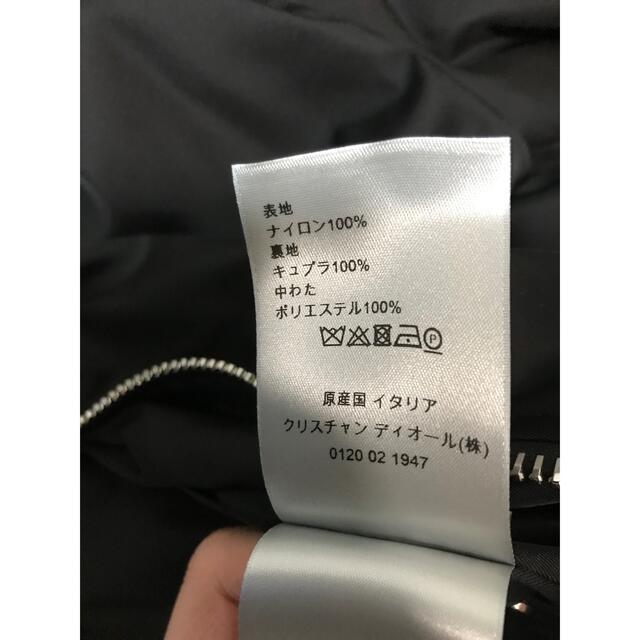 表地
ナイロン100%
裏地
キュプラ100%
中わた
ポリエステル100%
P
原産国 イタリア
クリスチャン ディオール(株)
0120 02 1947